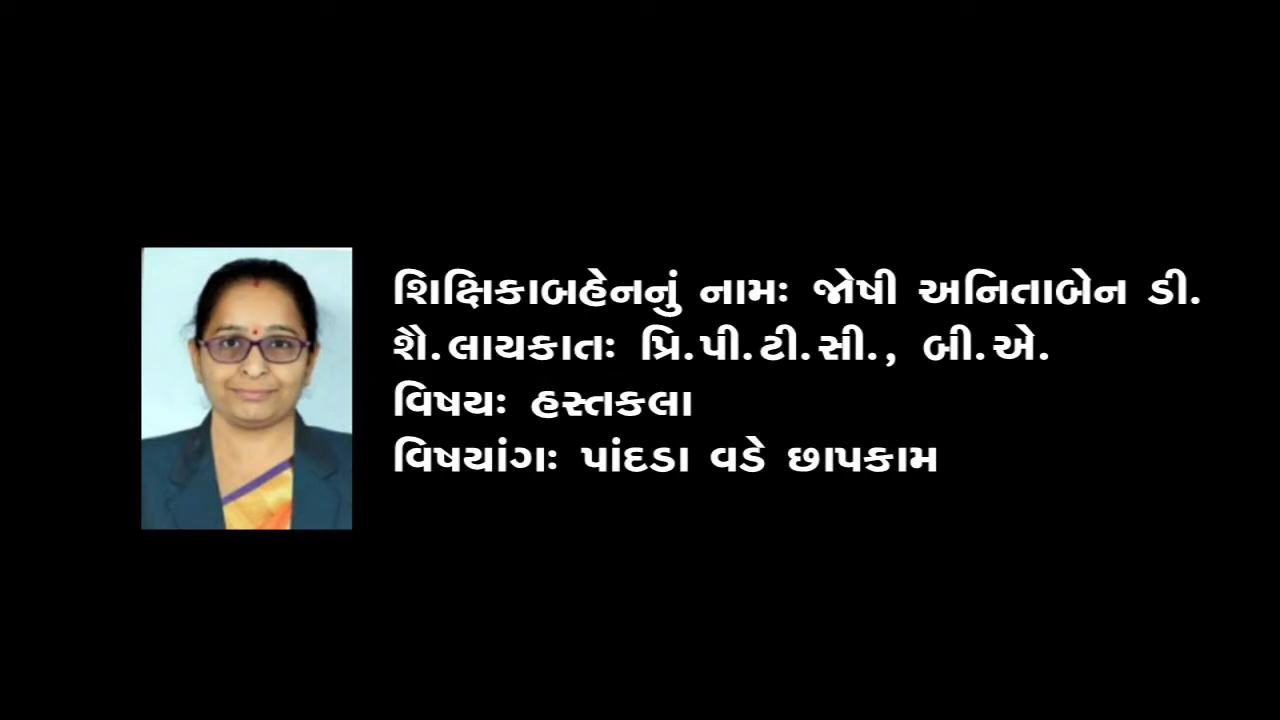 શિક્ષિકાબહેનનું નામઃ જોષી અનિતાબેન ડી.
શૈ.લાયકાતઃ પ્રિ.પી.ટી.સી., બી.એ.
વિષયઃ હસ્તકલા
વિષયાંગઃ પાંદડા વડે છાપકામ